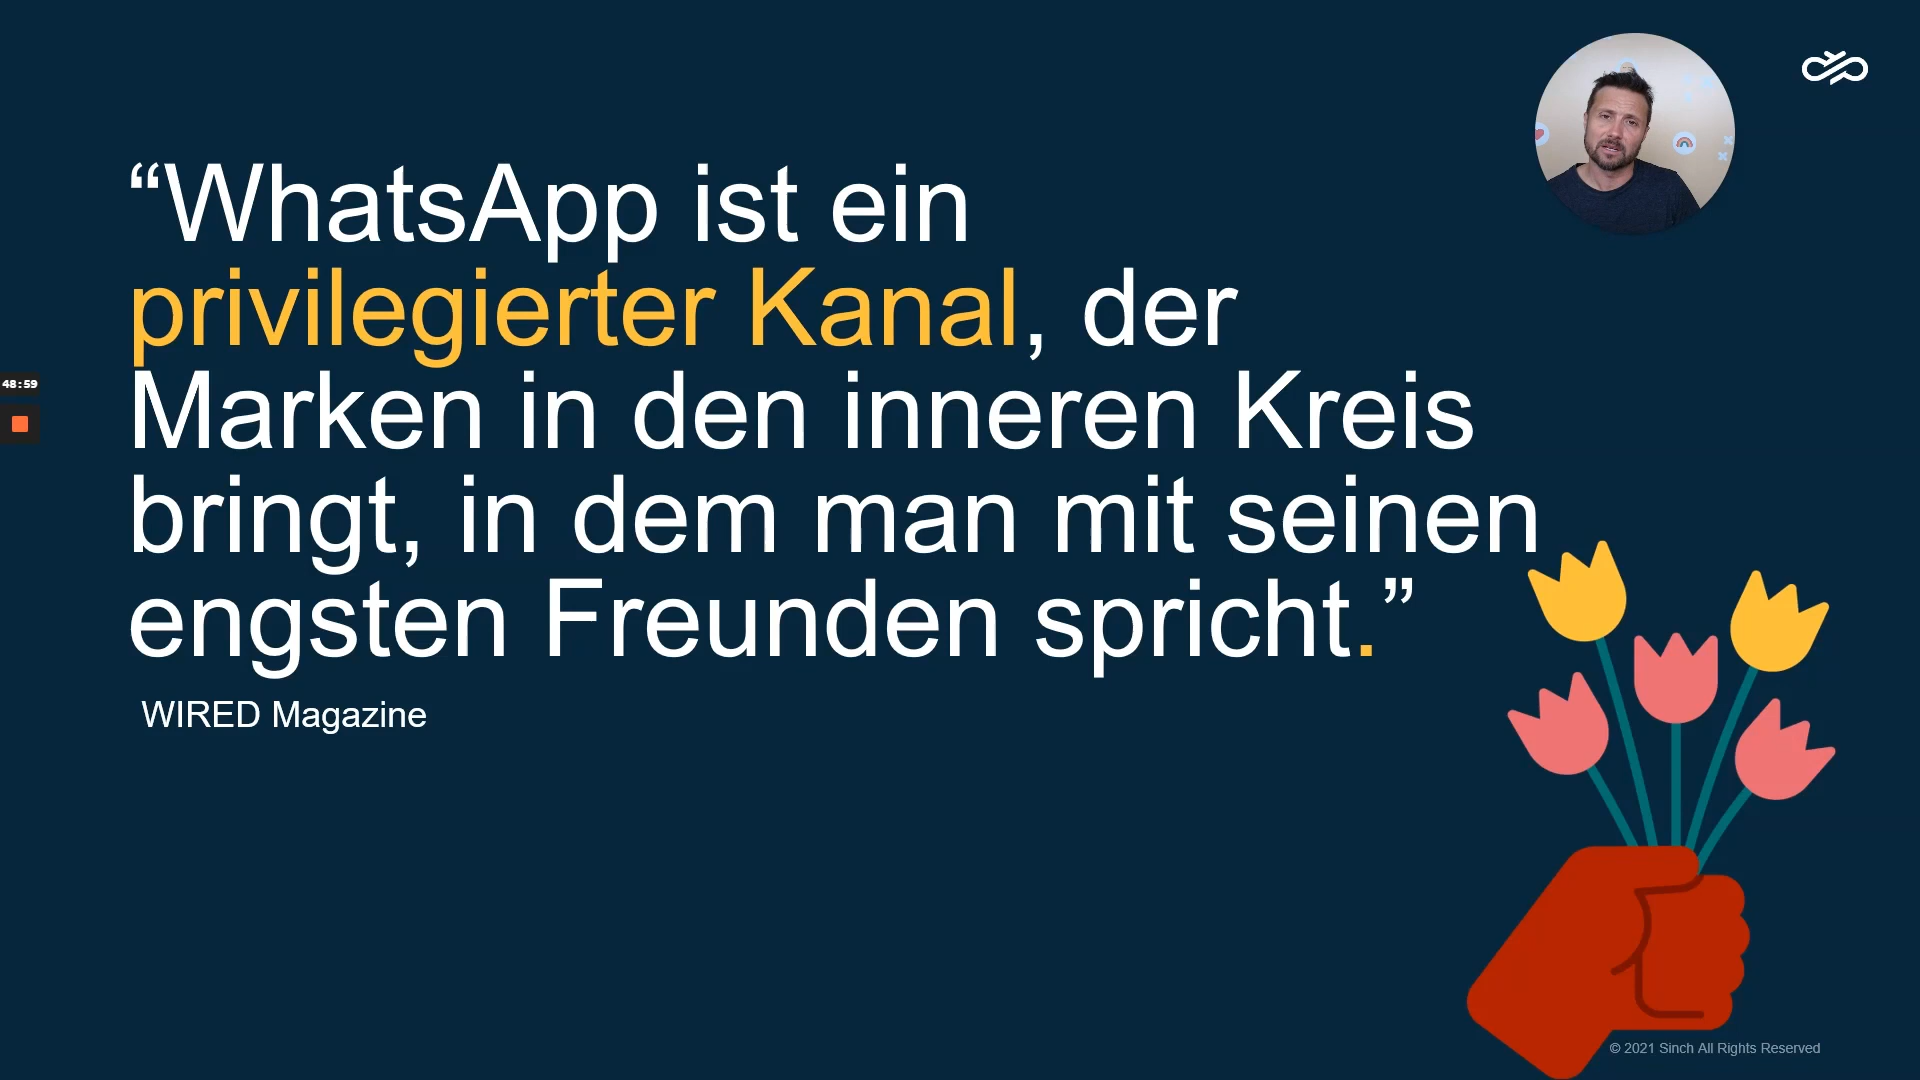 “WhatsApp ist ein
privilegierter Kanal, der
Marken in den inneren Kreis
bringt, in dem man mit seinen
engsten Freunden spricht.”
WIRED Magazine
48:59
© 2021 Sinch All Rights Reserved